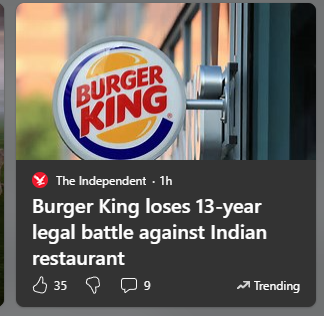 BURGER
KING
The Independent · 1h
Burger King loses 13-year
legal battle against Indian
restaurant
35
9
Trending